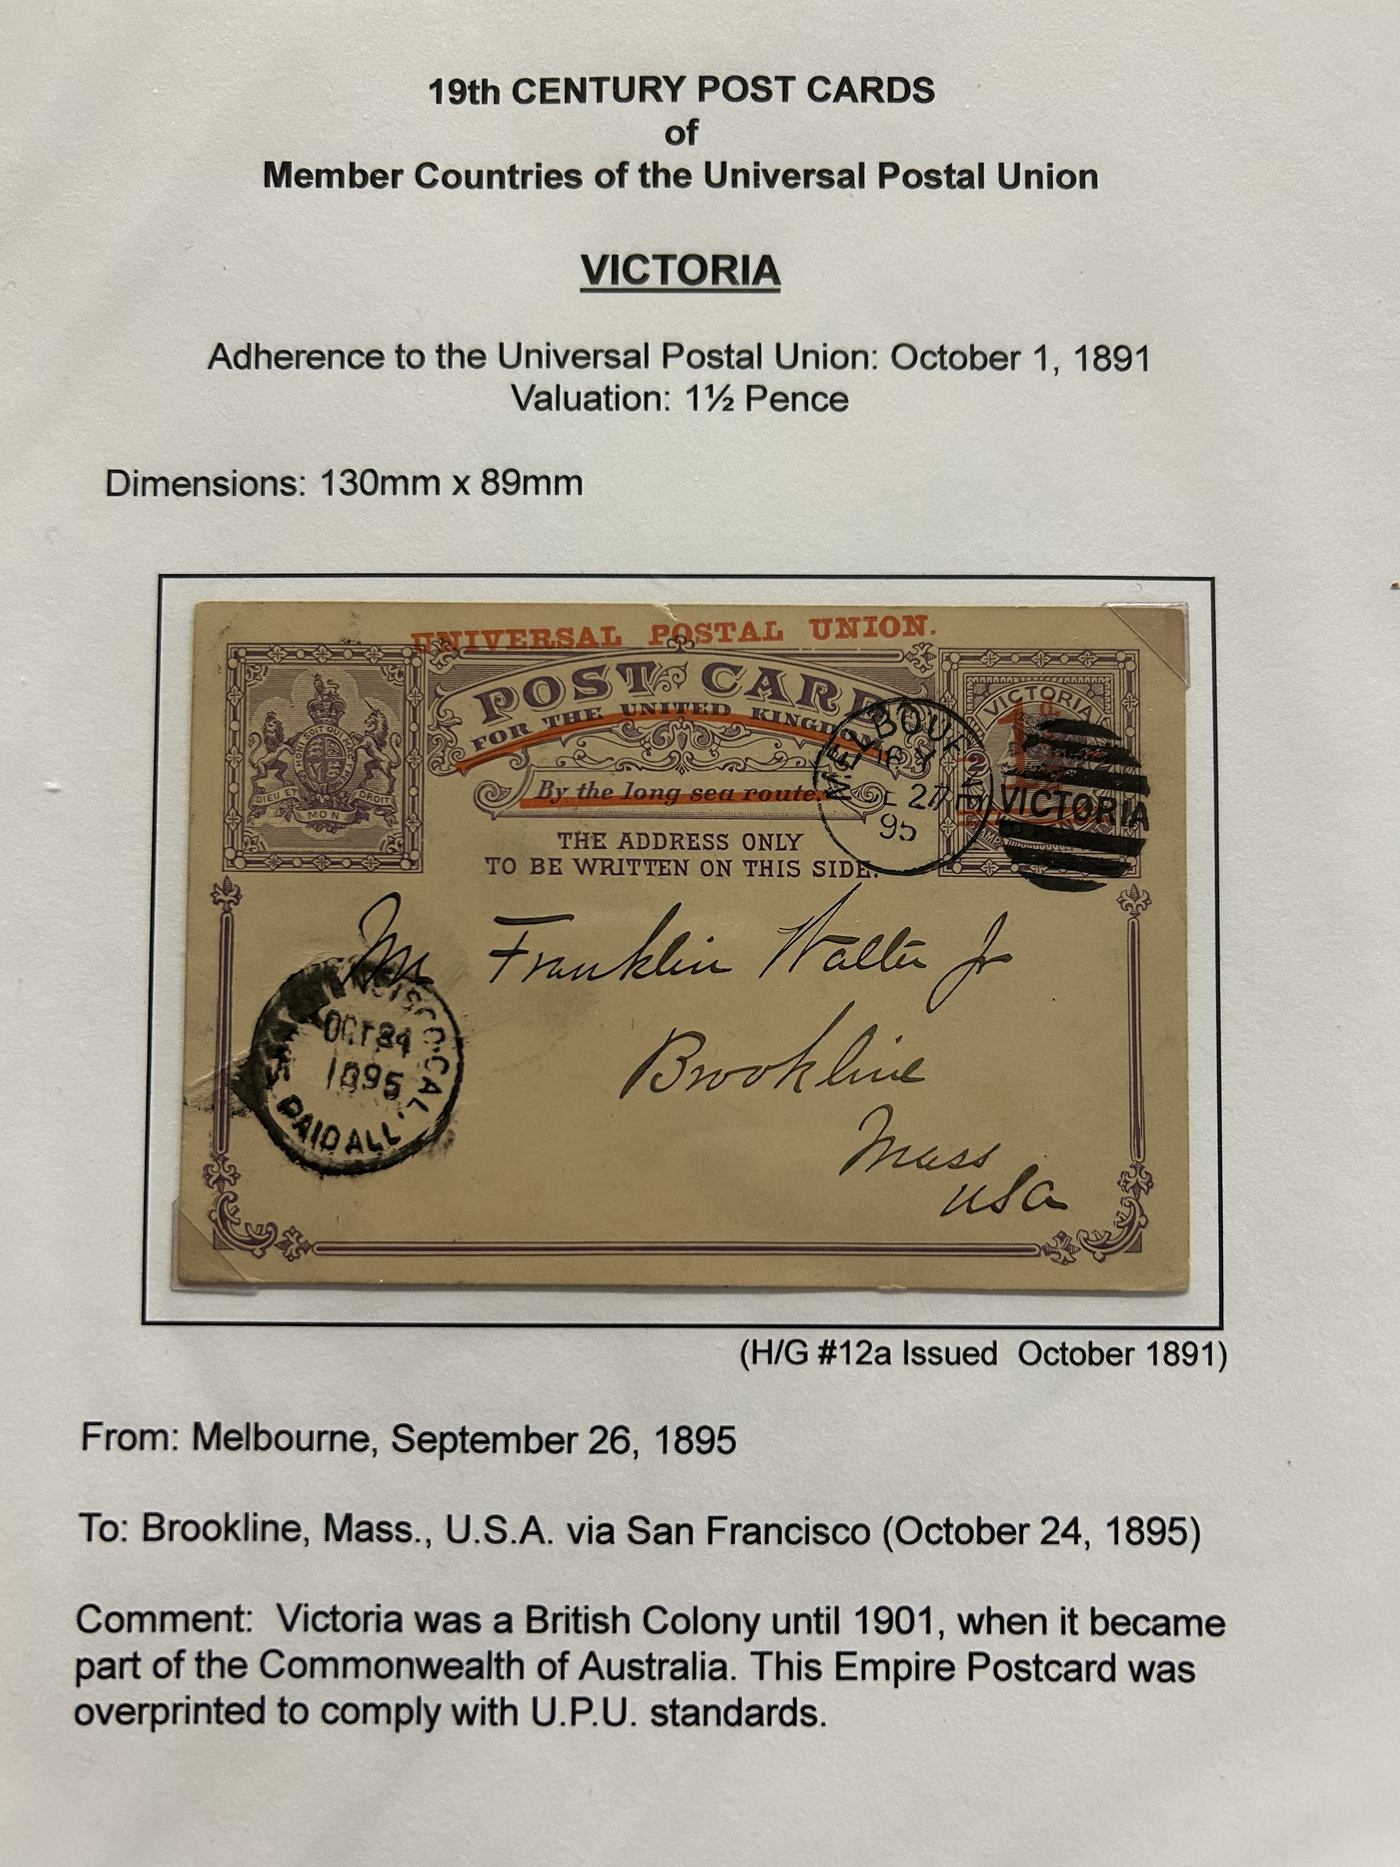 19th CENTURY POST CARDS
of
Member Countries of the Universal Postal Union
VICTORIA
Adherence to the Universal Postal Union: October 1, 1891
Valuation: 1½ Pence
Dimensions: 130mm x 89mm
UNIVERSAL POSTAL UNION.
POST CARD
FOR THE UNITED KINGDOM
By the long sea route.
THE ADDRESS ONLY
TO BE WRITTEN ON THIS SIDE.
DIEU ET MON DROIT
VICTORIA
MELBOURNE
27
95
VICTORIA
Mr Franklin Walter Jr
Brookline
Mass
USA
SAN FRANCISCO, CAL.
OCT 24
1895
PAID ALL.
(H/G #12a Issued October 1891)
From: Melbourne, September 26, 1895
To: Brookline, Mass., U.S.A. via San Francisco (October 24, 1895)
Comment: Victoria was a British Colony until 1901, when it became
part of the Commonwealth of Australia. This Empire Postcard was
overprinted to comply with U.P.U. standards.